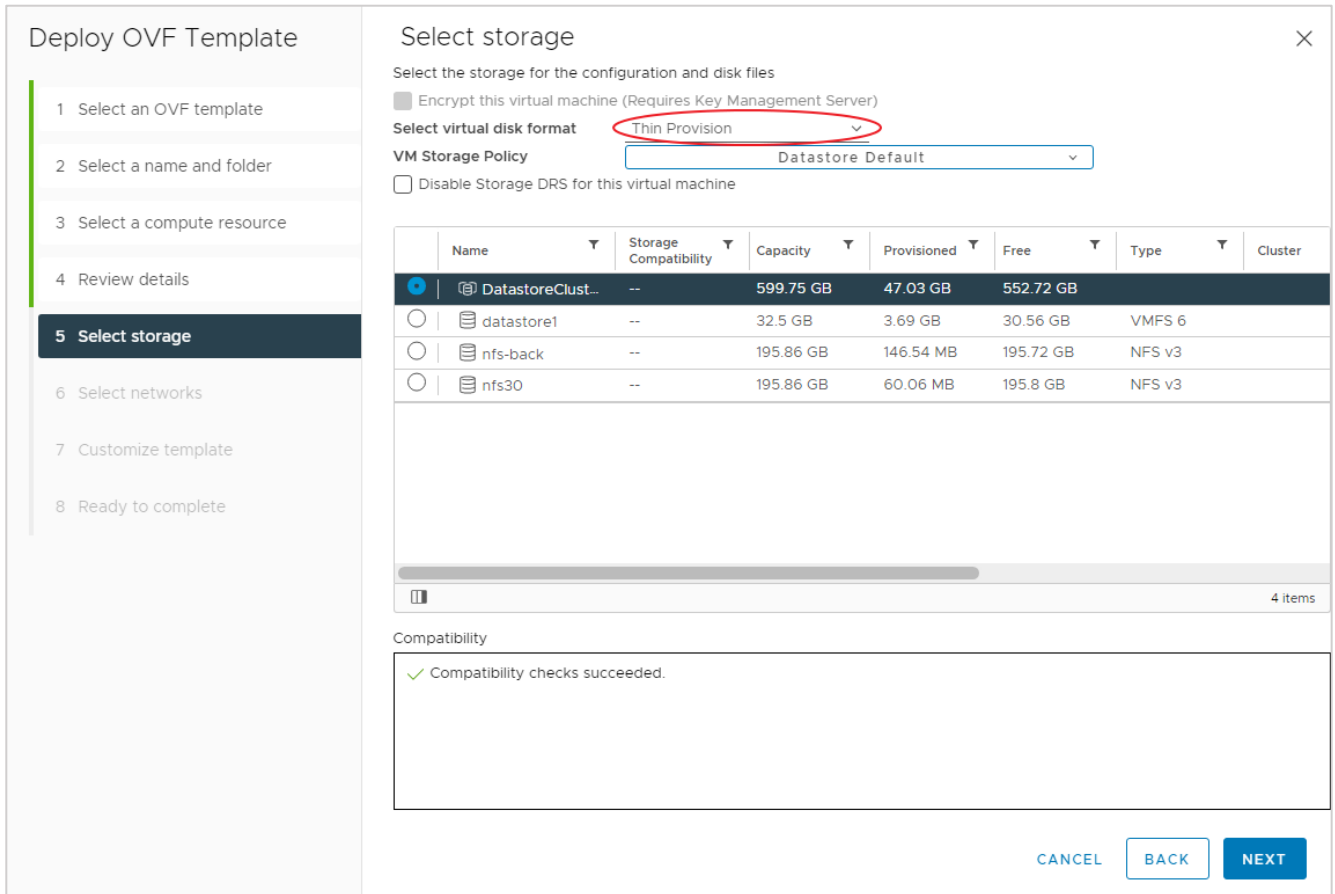 Deploy OVF Template
1 Select an OVF template
2 Select a name and folder
3 Select a compute resource
4 Review details
5 Select storage
6 Select networks
7 Customize template
8 Ready to complete
Select storage
Select the storage for the configuration and disk files
Encrypt this virtual machine (Requires Key Management Server)
Select virtual disk format Thin Provision
VM Storage Policy Datastore Default
Disable Storage DRS for this virtual machine
Name Storage Compatibility Capacity Provisioned Free Type Cluster
DatastoreClust... -- 599.75 GB 47.03 GB 552.72 GB
datastore1 -- 32.5 GB 3.69 GB 30.56 GB VMFS 6
nfs-back -- 195.86 GB 146.54 MB 195.72 GB NFS v3
nfs30 -- 195.86 GB 60.06 MB 195.8 GB NFS v3
4 items
Compatibility
Compatibility checks succeeded.
CANCEL BACK NEXT